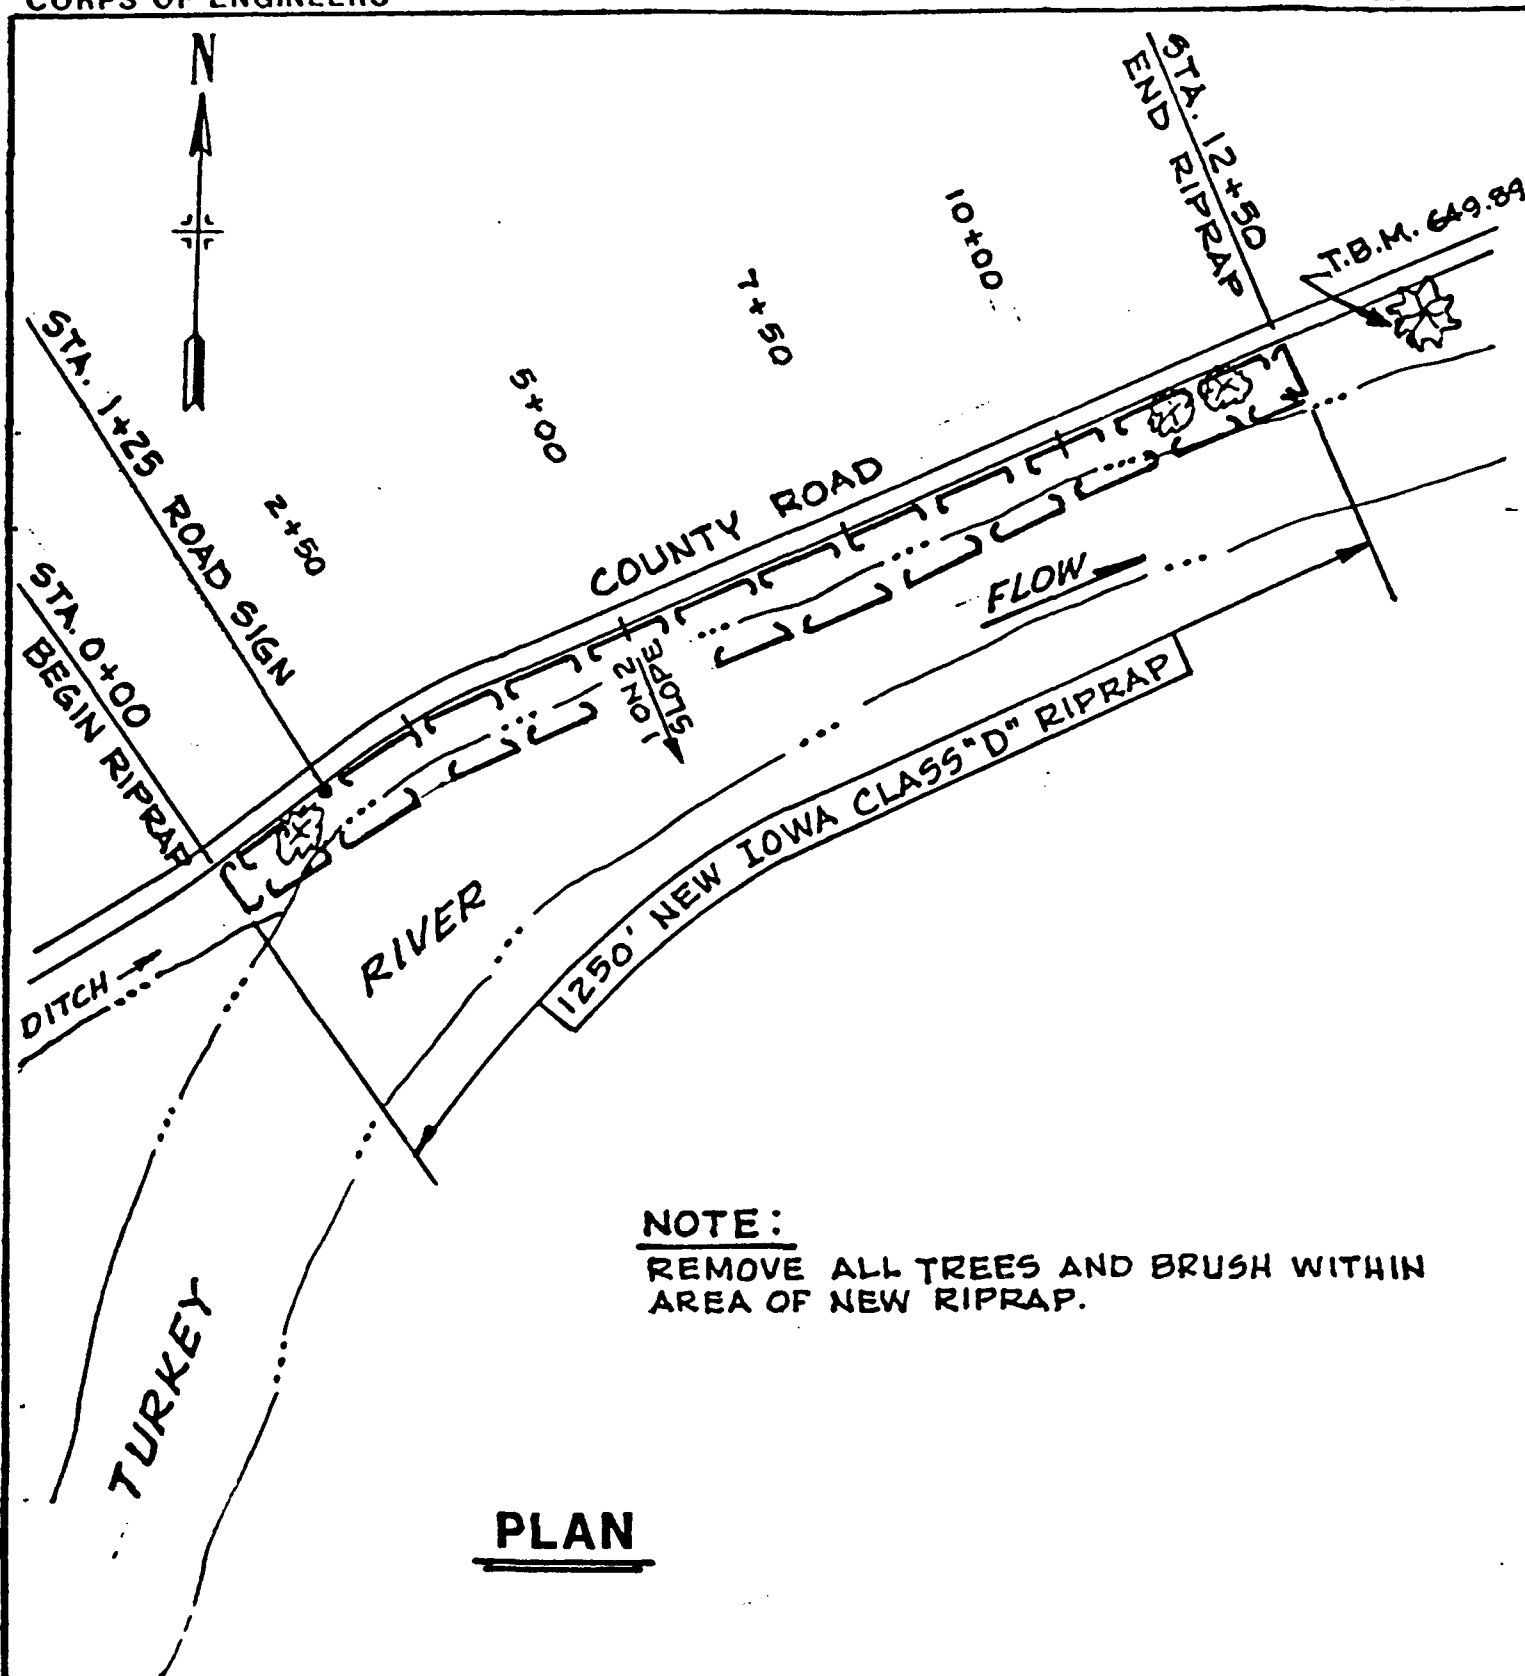 CORPS OF ENGINEERS
N
STA. 12+50
END RIPRAP
T.B.M. 649.89
10+00
7+50
5+00
2+50
STA. 1+25 ROAD SIGN
STA. 0+00
BEGIN RIPRAP
COUNTY ROAD
1 ON 2
SLOPE
FLOW
DITCH
RIVER
1250' NEW IOWA CLASS "D" RIPRAP
TURKEY
NOTE:
REMOVE ALL TREES AND BRUSH WITHIN
AREA OF NEW RIPRAP.
PLAN